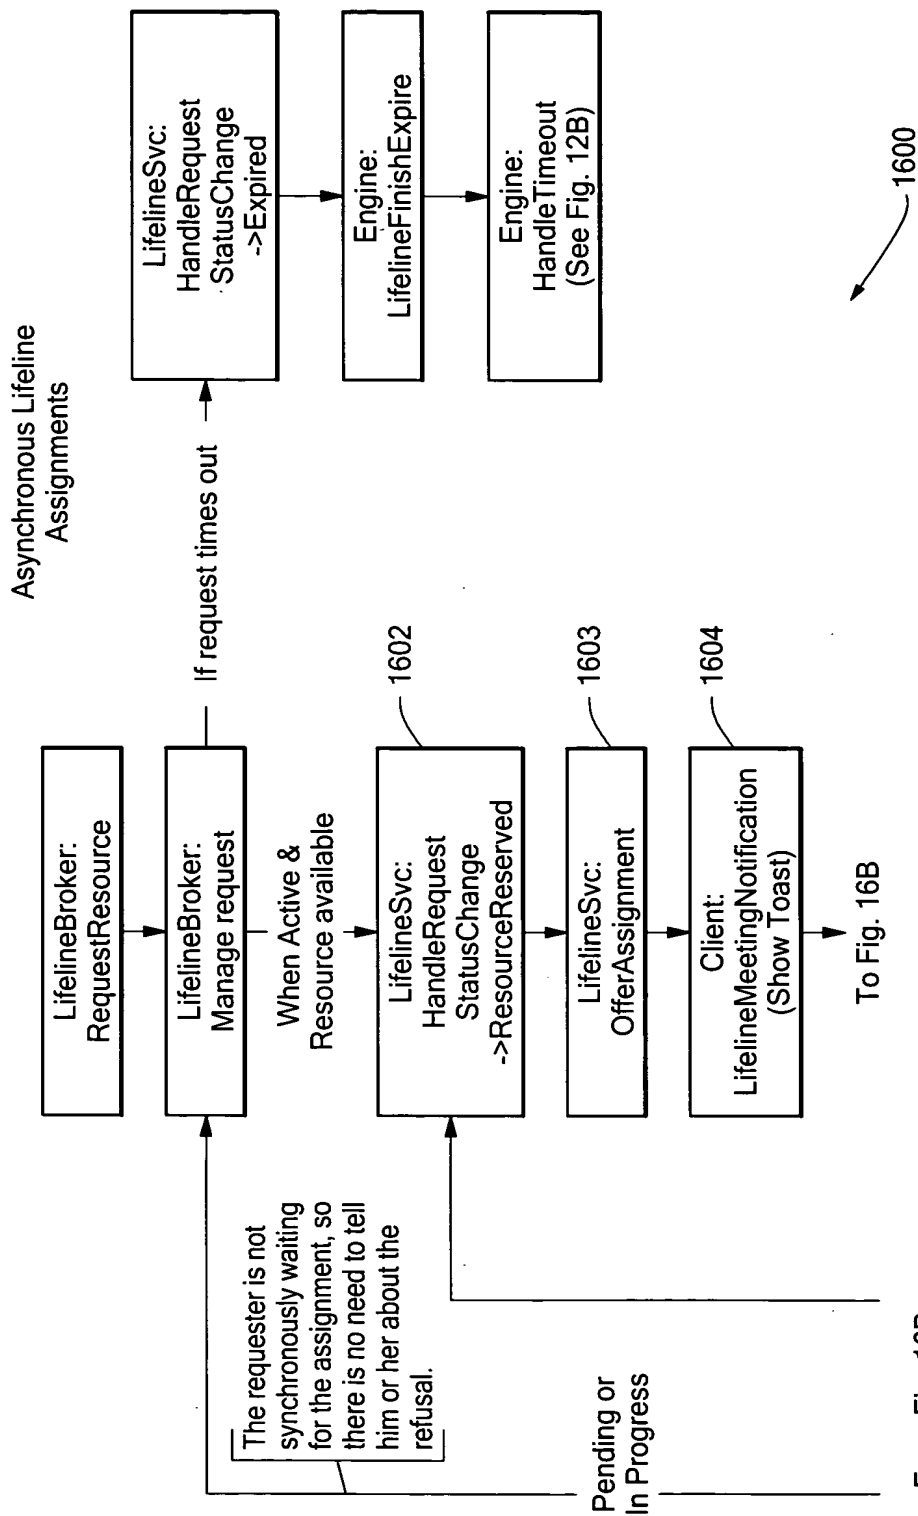 Asynchronous Lifeline
Assignments
LifelineBroker:
RequestResource
LifelineBroker:
Manage request
If request times out
LifelineSvc:
HandleRequest
StatusChange
->Expired
Engine:
LifelineFinishExpire
Engine:
HandleTimeout
(See Fig. 12B)
When Active &
Resource available
LifelineSvc:
HandleRequest
StatusChange
->ResourceReserved
1602
LifelineSvc:
OfferAssignment
1603
Client:
LifelineMeetingNotification
(Show Toast)
1604
To Fig. 16B
The requester is not
synchronously waiting
for the assignment, so
there is no need to tell
him or her about the
refusal.
Pending or
In Progress
1600